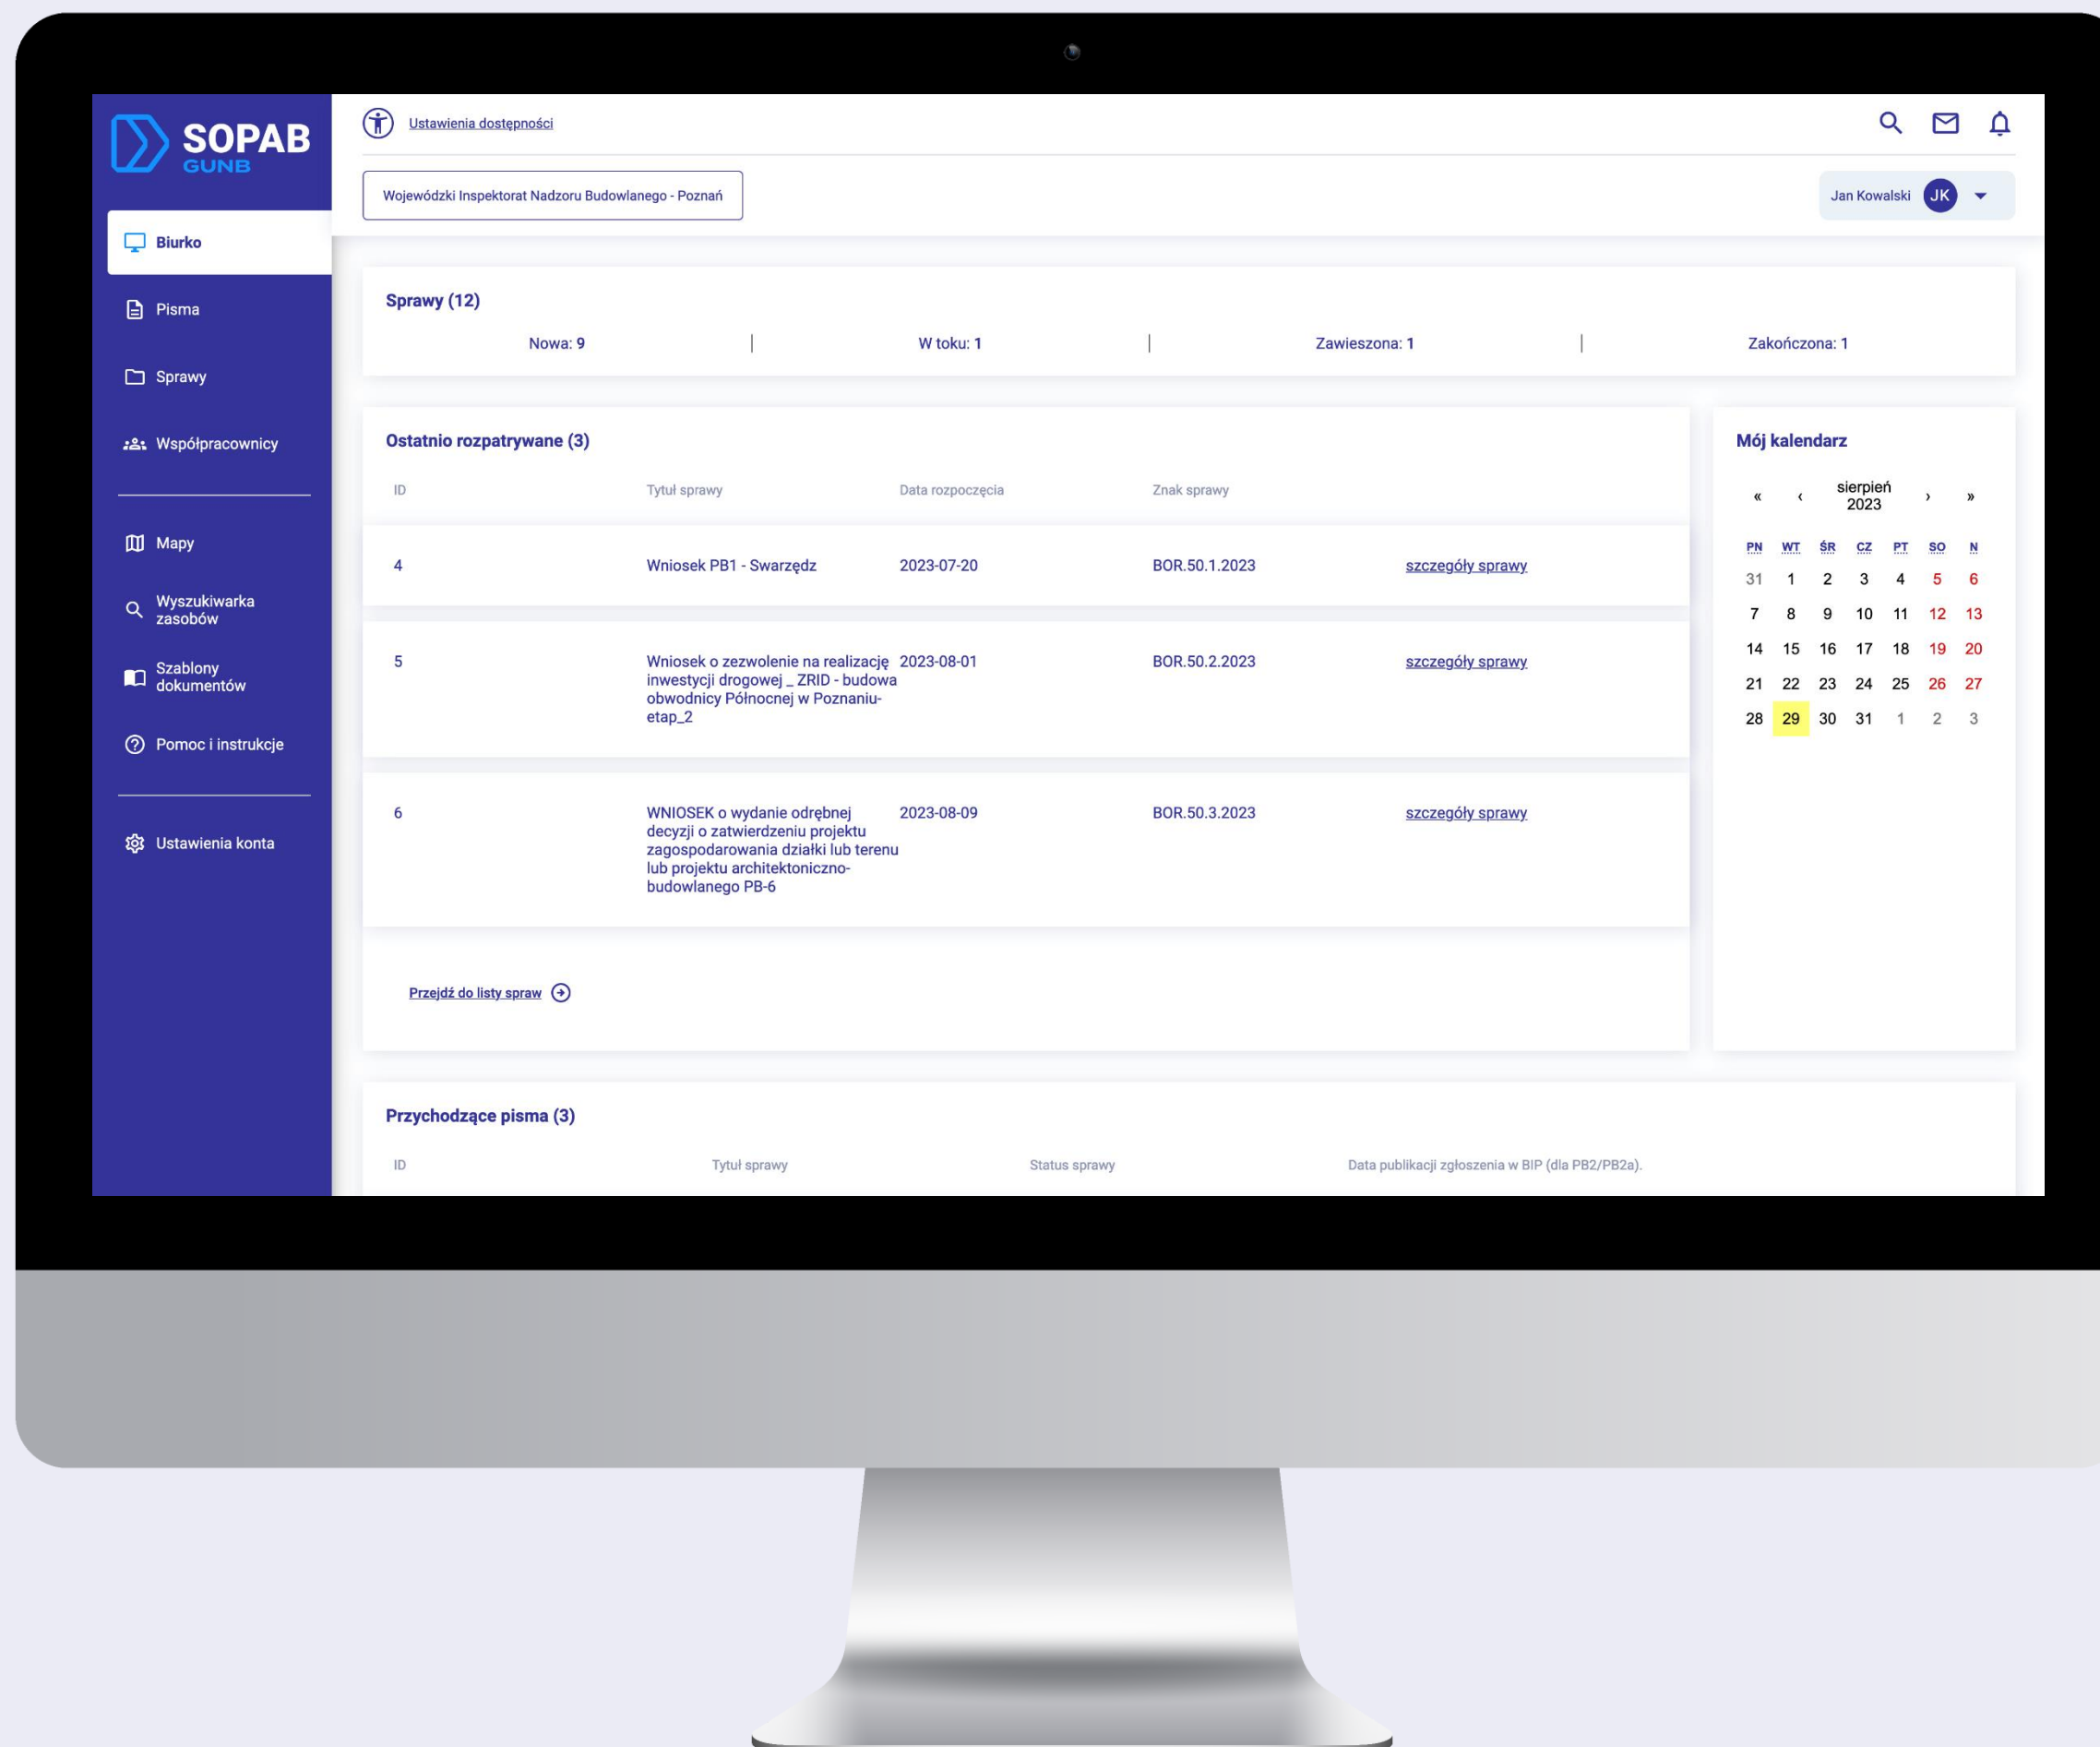 SOPAB
GUNB
Ustawienia dostępności
Wojewódzki Inspektorat Nadzoru Budowlanego - Poznań
Jan Kowalski JK
Biurko
Pisma
Sprawy
Współpracownicy
Mapy
Wyszukiwarka
zasobów
Szablony
dokumentów
Pomoc i instrukcje
Ustawienia konta
Sprawy (12)
Nowa: 9 | W toku: 1 | Zawieszona: 1 | Zakończona: 1
Ostatnio rozpatrywane (3)
ID Tytuł sprawy Data rozpoczęcia Znak sprawy
4 Wniosek PB1 - Swarzędz 2023-07-20 BOR.50.1.2023 szczegóły sprawy
5 Wniosek o zezwolenie na realizację 2023-08-01 BOR.50.2.2023 szczegóły sprawy
inwestycji drogowej _ ZRID - budowa
obwodnicy Północnej w Poznaniu-
etap_2
6 WNIOSEK o wydanie odrębnej 2023-08-09 BOR.50.3.2023 szczegóły sprawy
decyzji o zatwierdzeniu projektu
zagospodarowania działki lub terenu
lub projektu architektoniczno-
budowlanego PB-6
Przejdź do listy spraw
Mój kalendarz
« ‹ sierpień › »
2023
PN WT ŚR CZ PT SO N
31 1 2 3 4 5 6
7 8 9 10 11 12 13
14 15 16 17 18 19 20
21 22 23 24 25 26 27
28 29 30 31 1 2 3
Przychodzące pisma (3)
ID Tytuł sprawy Status sprawy Data publikacji zgłoszenia w BIP (dla PB2/PB2a).